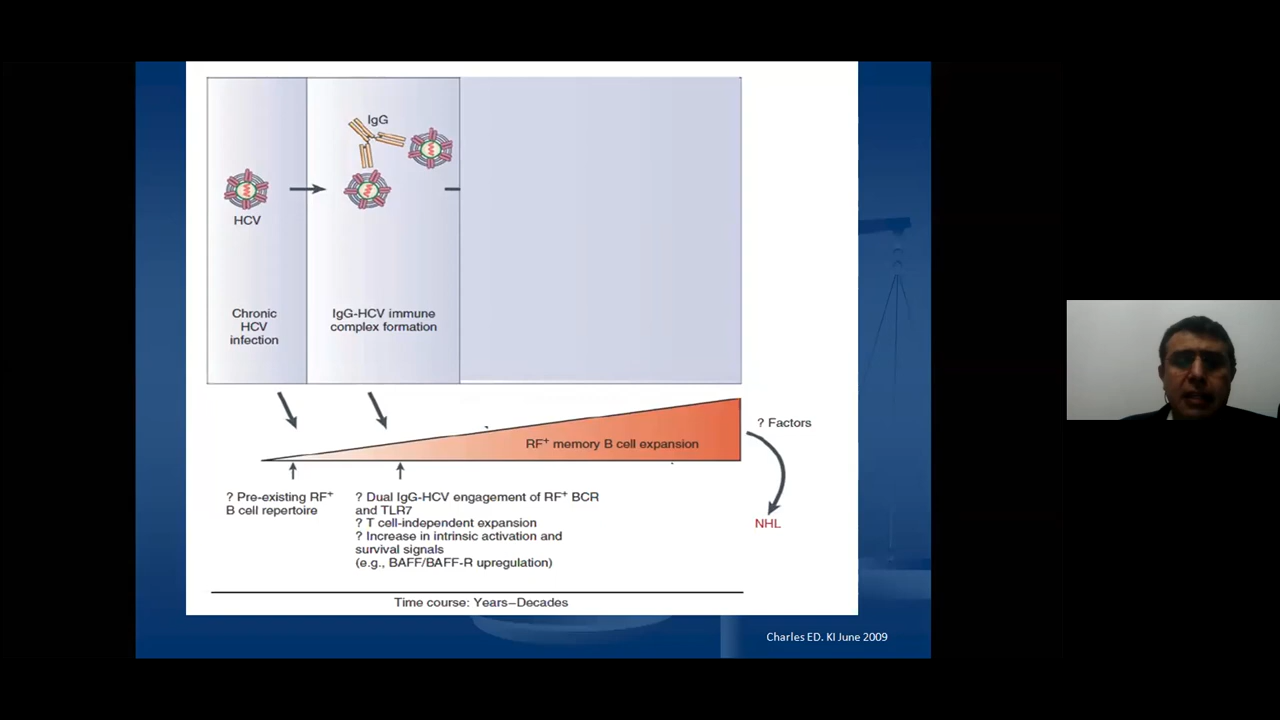 IgG
HCV
Chronic
HCV
infection
IgG-HCV immune
complex formation
RF+ memory B cell expansion
? Factors
NHL
? Pre-existing RF+
B cell repertoire
? Dual IgG-HCV engagement of RF+ BCR
and TLR7
? T cell-independent expansion
? Increase in intrinsic activation and
survival signals
(e.g., BAFF/BAFF-R upregulation)
Time course: Years–Decades
Charles ED. KI June 2009